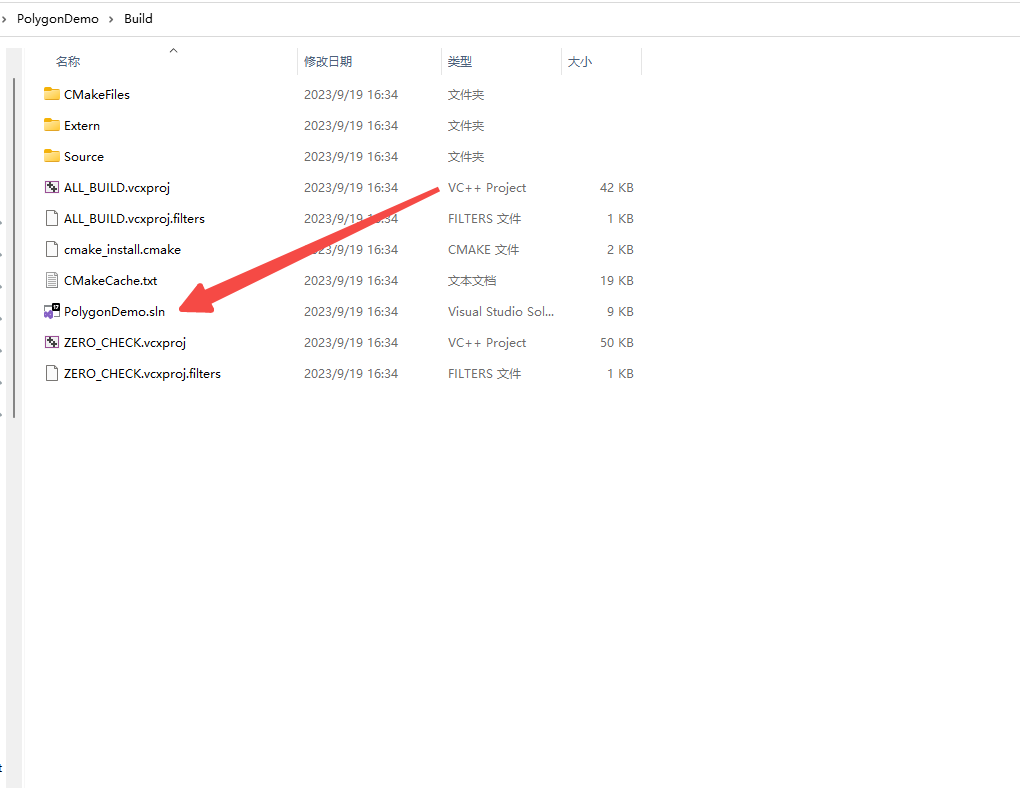 PolygonDemo › Build
名称 修改日期 类型 大小
CMakeFiles 2023/9/19 16:34 文件夹
Extern 2023/9/19 16:34 文件夹
Source 2023/9/19 16:34 文件夹
ALL_BUILD.vcxproj 2023/9/19 16:34 VC++ Project 42 KB
ALL_BUILD.vcxproj.filters 2023/9/19 16:34 FILTERS 文件 1 KB
cmake_install.cmake 2023/9/19 16:34 CMAKE 文件 2 KB
CMakeCache.txt 2023/9/19 16:34 文本文档 19 KB
PolygonDemo.sln 2023/9/19 16:34 Visual Studio Sol... 9 KB
ZERO_CHECK.vcxproj 2023/9/19 16:34 VC++ Project 50 KB
ZERO_CHECK.vcxproj.filters 2023/9/19 16:34 FILTERS 文件 1 KB
t